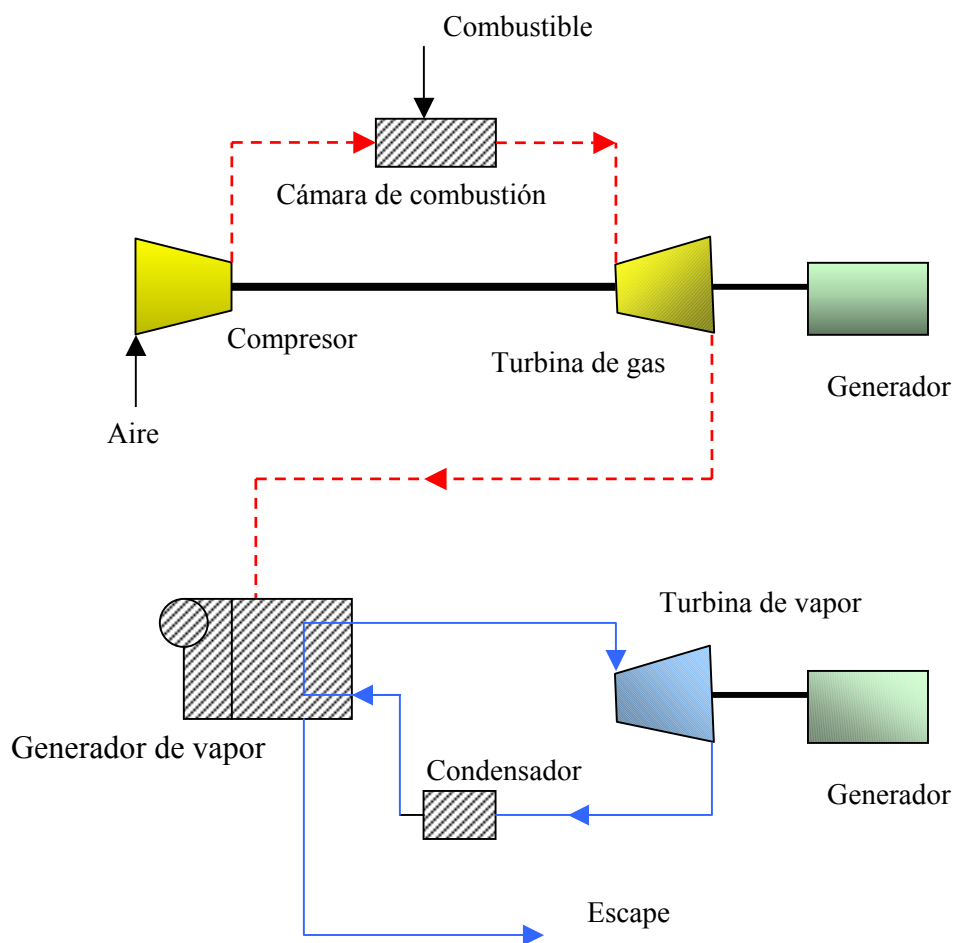 Combustible
Cámara de combustión
Compresor
Turbina de gas
Generador
Aire
Turbina de vapor
Generador de vapor
Condensador
Generador
Escape